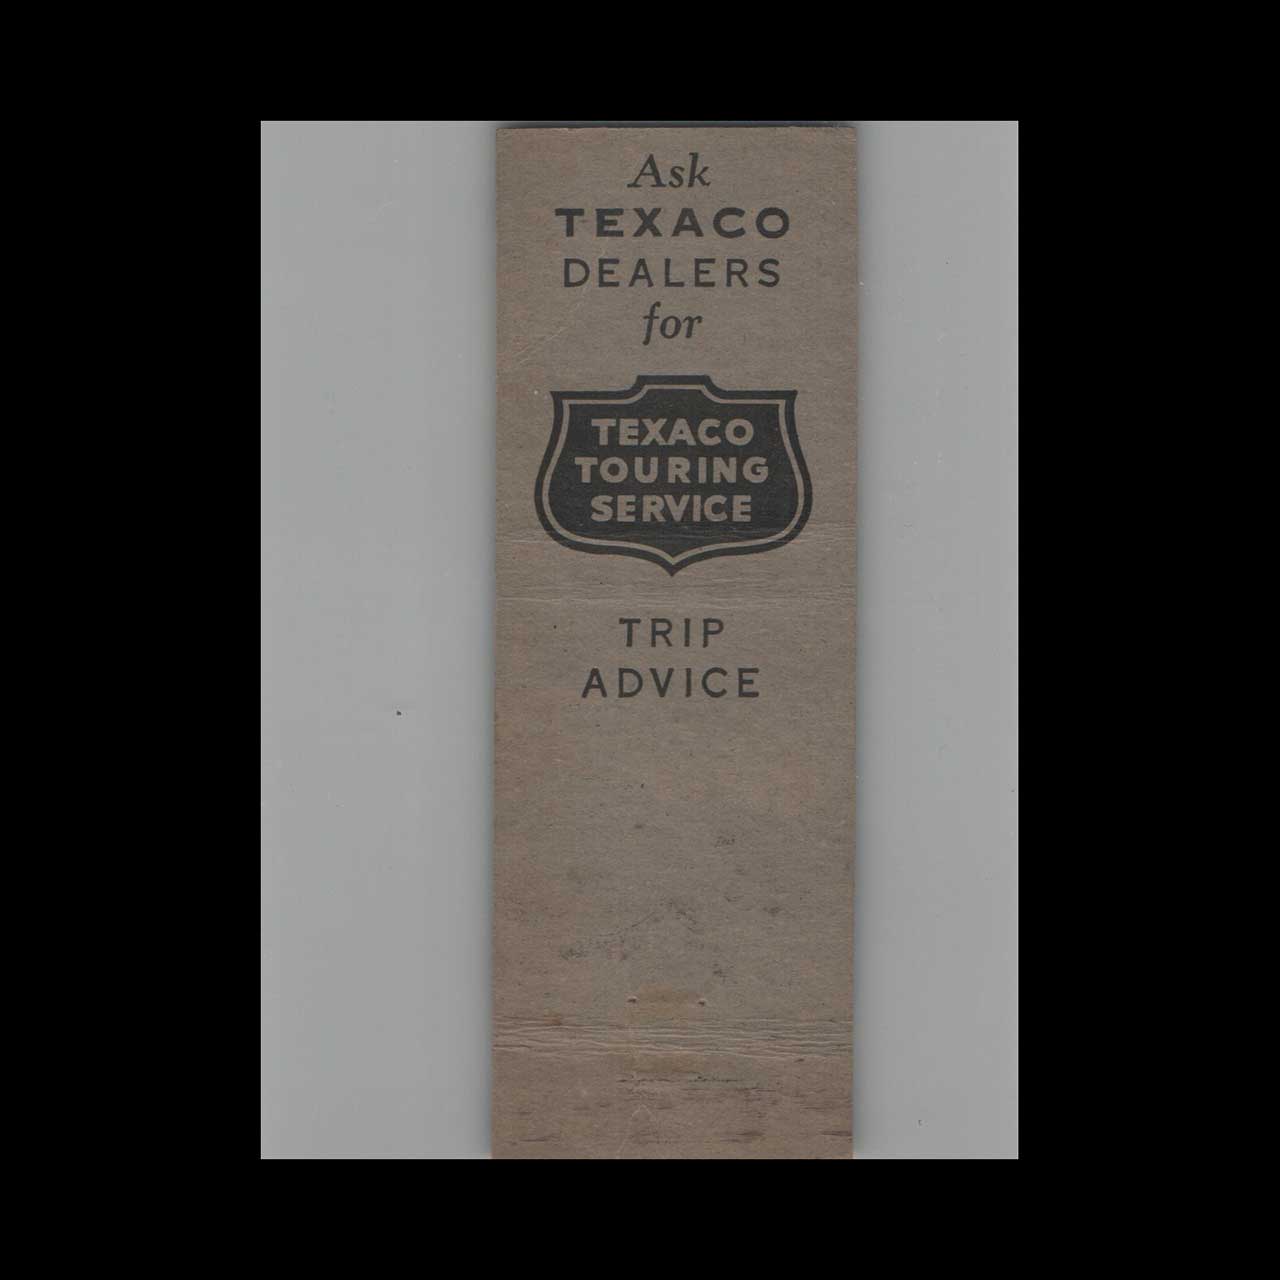 Ask
TEXACO
DEALERS
for
TEXACO
TOURING
SERVICE
TRIP
ADVICE